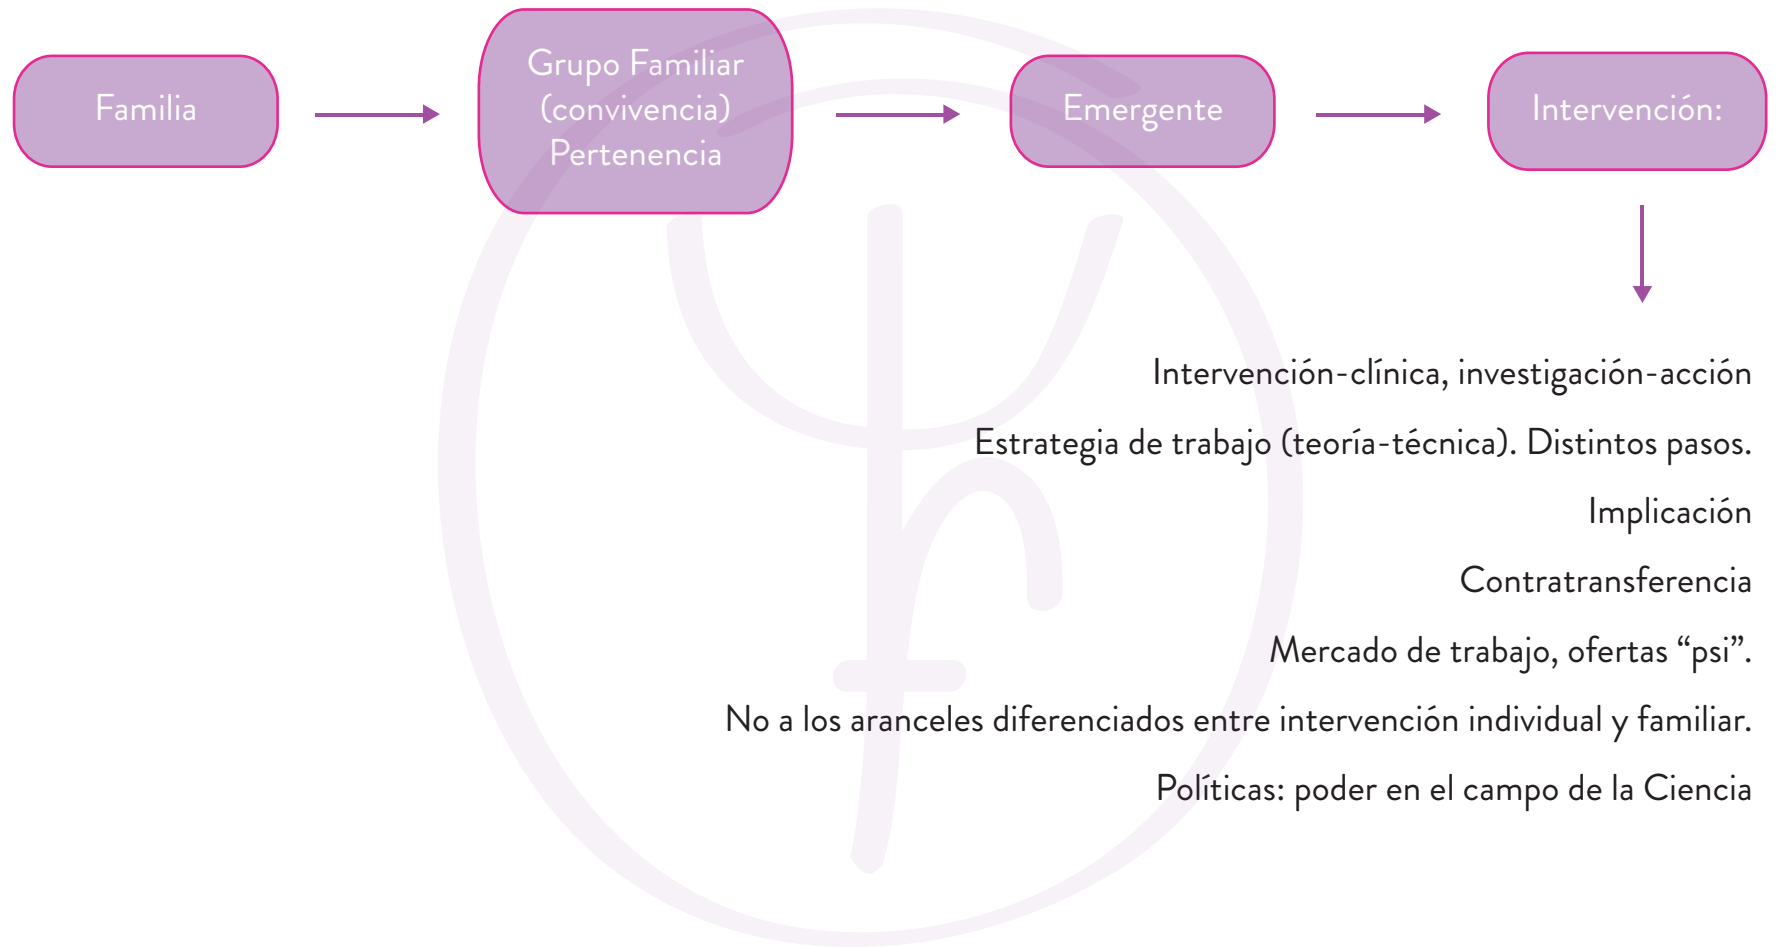 Familia
Grupo Familiar
(convivencia)
Pertenencia
Emergente
Intervención:
Intervención-clínica, investigación-acción
Estrategia de trabajo (teoría-técnica). Distintos pasos.
Implicación
Contratransferencia
Mercado de trabajo, ofertas “psi”.
No a los aranceles diferenciados entre intervención individual y familiar.
Políticas: poder en el campo de la Ciencia